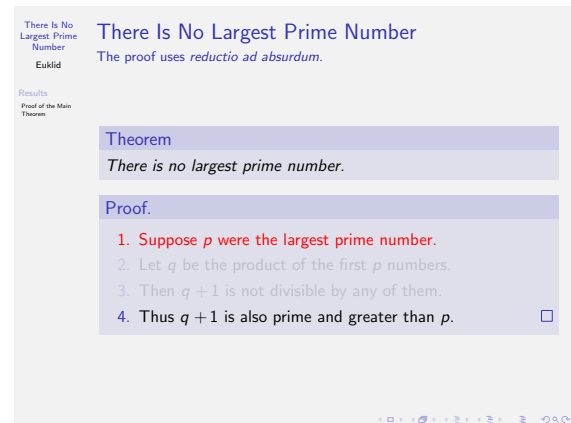 There Is No
Largest Prime
Number
Euklid
Results
Proof of the Main
Theorem
There Is No Largest Prime Number
The proof uses reductio ad absurdum.
Theorem
There is no largest prime number.
Proof.
1. Suppose p were the largest prime number.
2. Let q be the product of the first p numbers.
3. Then q + 1 is not divisible by any of them.
4. Thus q + 1 is also prime and greater than p.